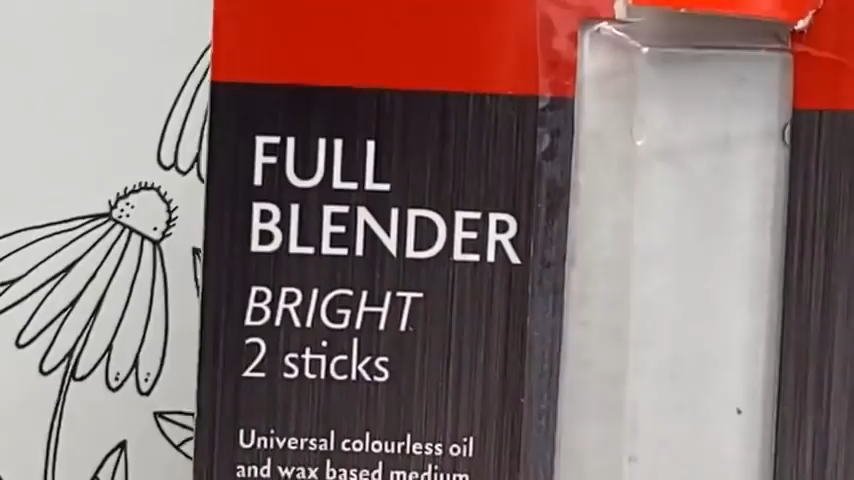 FULL
BLENDER
BRIGHT
2 sticks
Universal colourless oil
and wax based medium